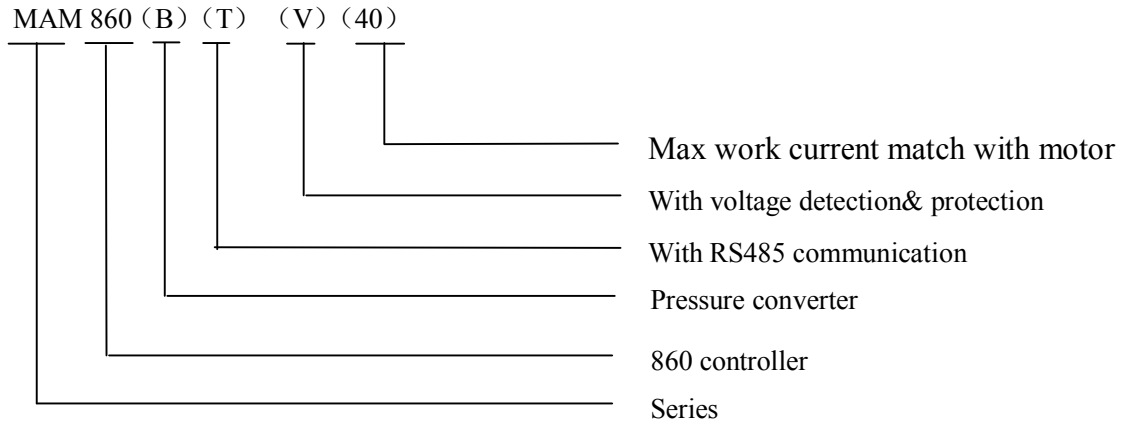 MAM 860（B）（T） （V）（40）
Max work current match with motor
With voltage detection& protection
With RS485 communication
Pressure converter
860 controller
Series